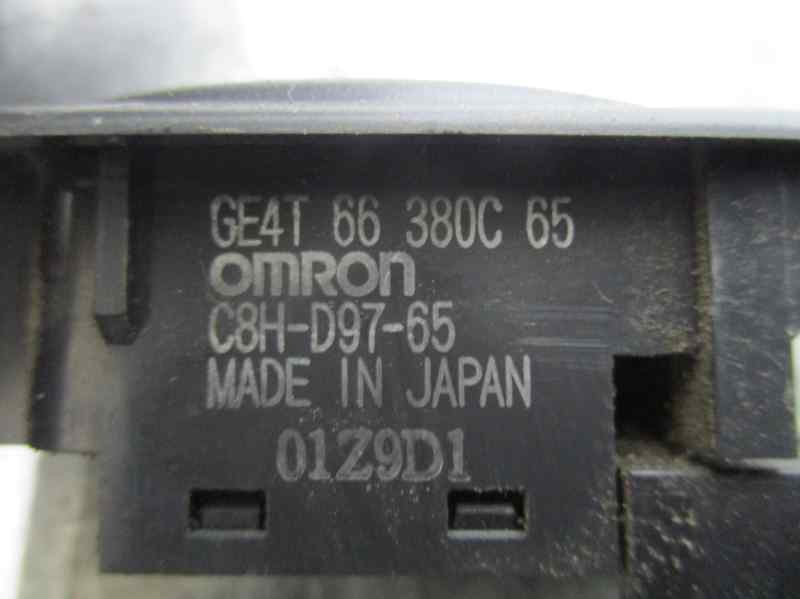 GE4T 66 380C 65
omron
C8H-D97-65
MADE IN JAPAN
01Z9D1